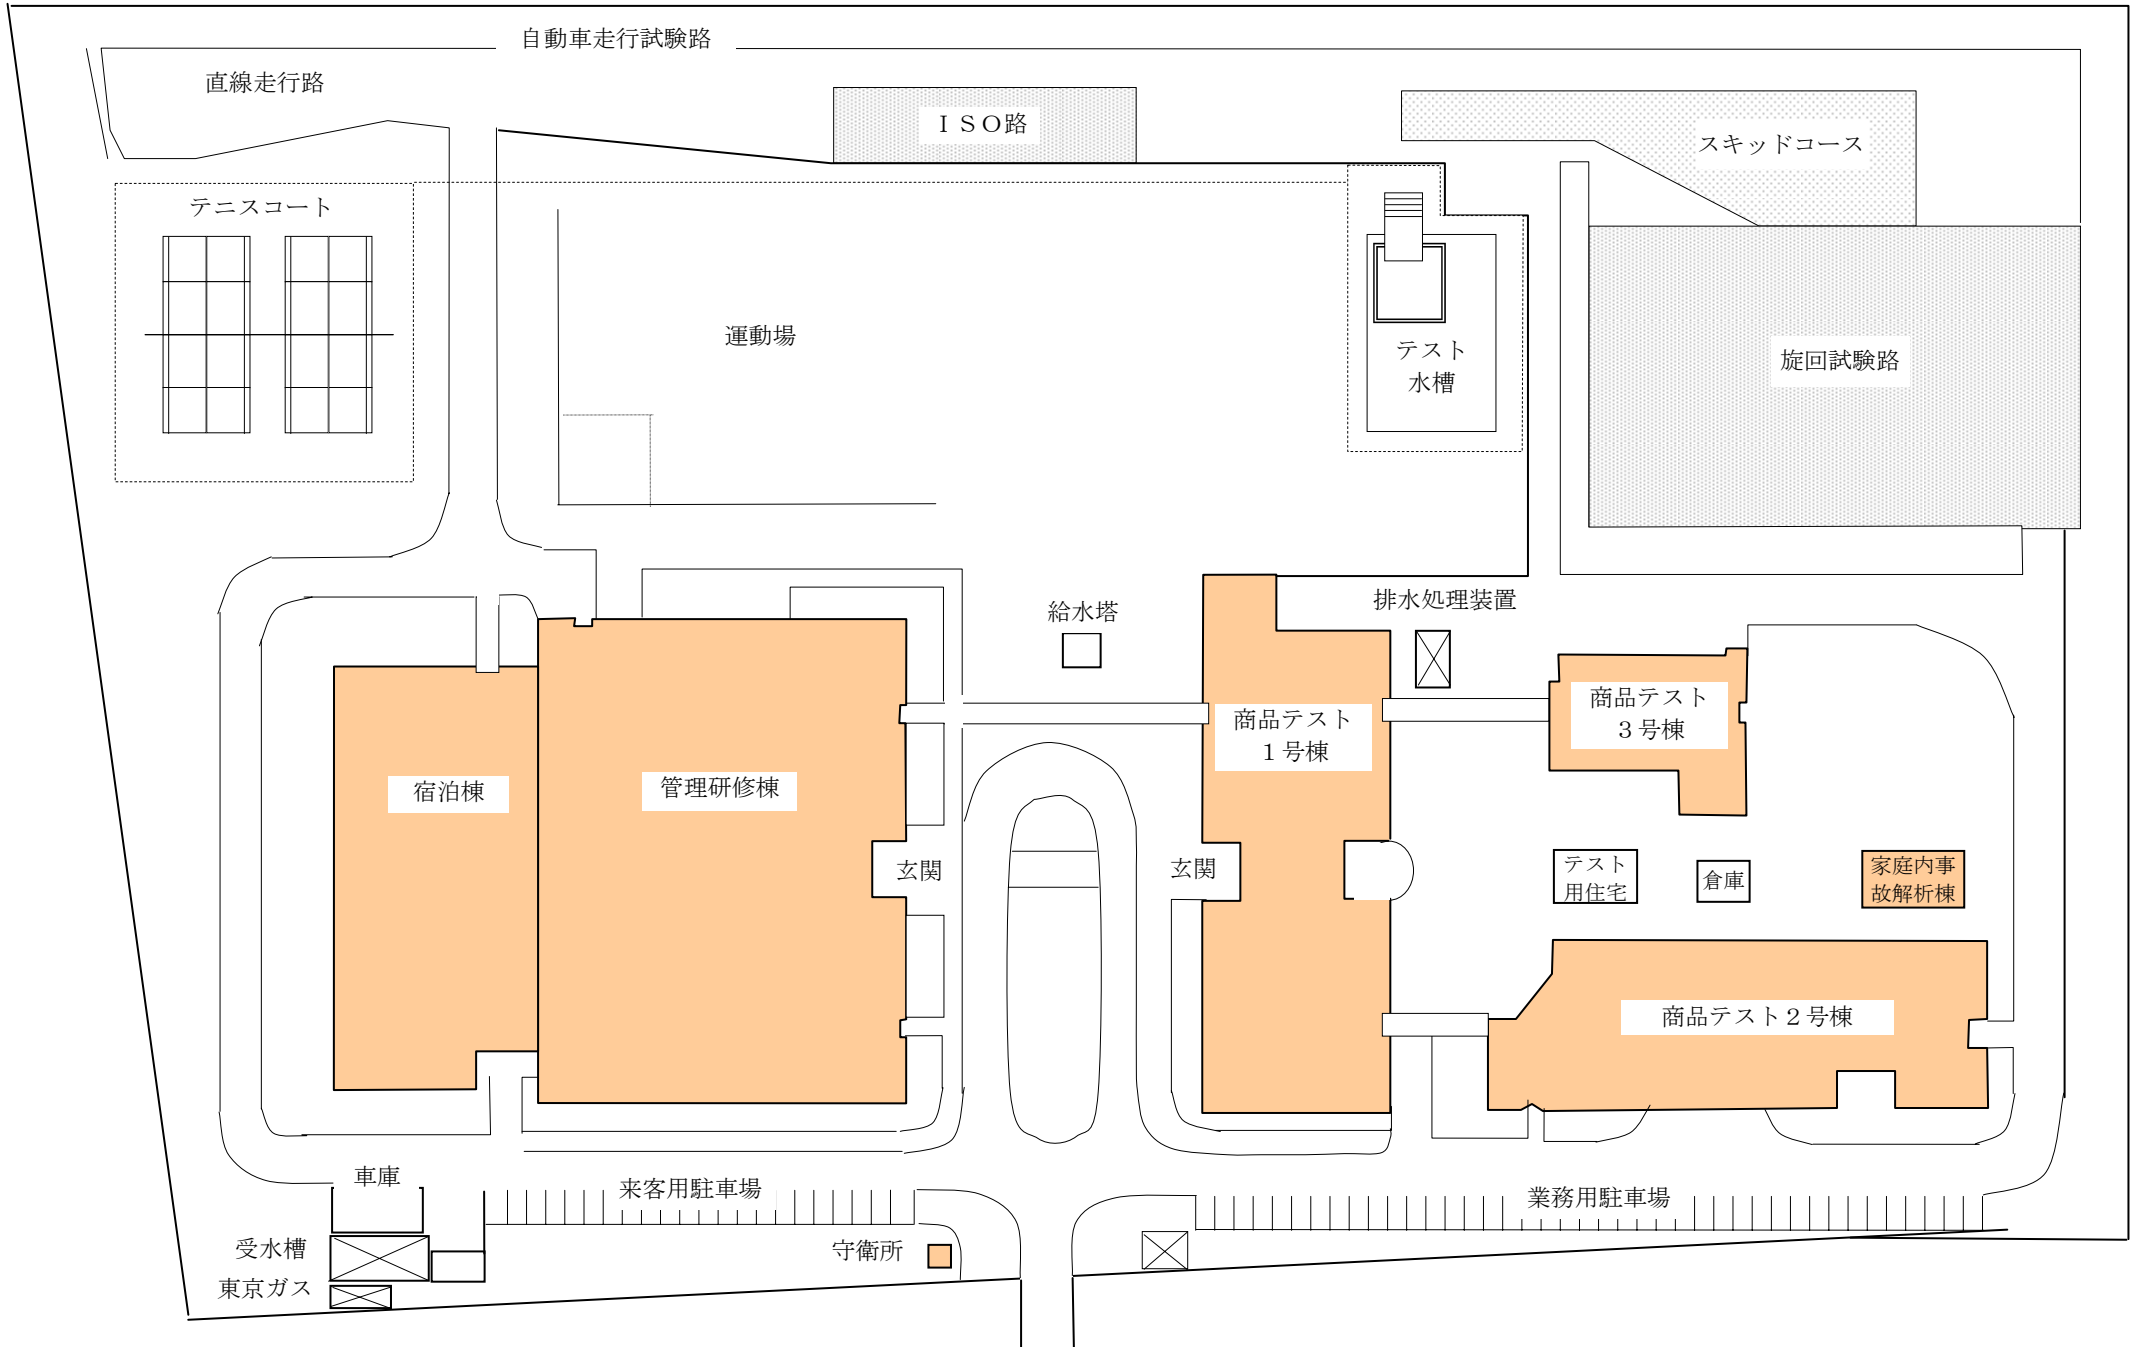 自動車走行試験路
直線走行路
ＩＳＯ路
スキッドコース
テニスコート
運動場
テスト
水槽
旋回試験路
給水塔
排水処理装置
商品テスト
１号棟
商品テスト
３号棟
宿泊棟
管理研修棟
玄関
玄関
テスト
用住宅
倉庫
家庭内事
故解析棟
商品テスト２号棟
車庫
来客用駐車場
業務用駐車場
受水槽
守衛所
東京ガス